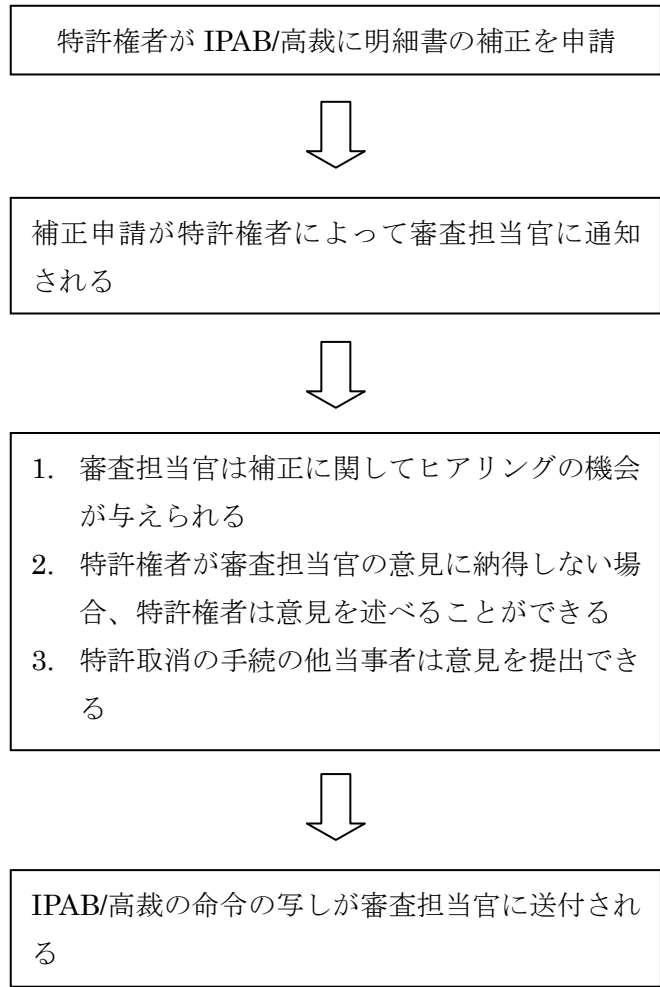 特許権者が IPAB/高裁に明細書の補正を申請
補正申請が特許権者によって審査担当官に通知
される
1. 審査担当官は補正に関してヒアリングの機会
が与えられる
2. 特許権者が審査担当官の意見に納得しない場
合、特許権者は意見を述べることができる
3. 特許取消の手続の他当事者は意見を提出でき
る
IPAB/高裁の命令の写しが審査担当官に送付され
る